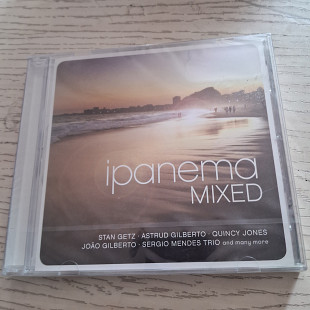 ipanema
MIXED
STAN GETZ · ASTRUD GILBERTO · QUINCY JONES
JOÃO GILBERTO · SERGIO MENDES TRIO and many more